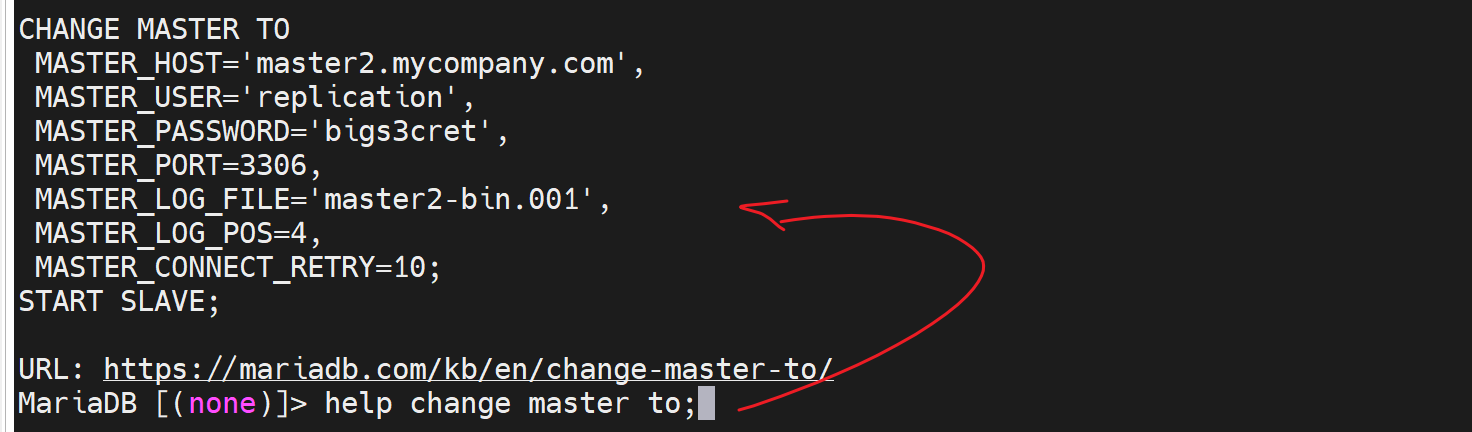 CHANGE MASTER TO
MASTER_HOST='master2.mycompany.com',
MASTER_USER='replication',
MASTER_PASSWORD='bigs3cret',
MASTER_PORT=3306,
MASTER_LOG_FILE='master2-bin.001',
MASTER_LOG_POS=4,
MASTER_CONNECT_RETRY=10;
START SLAVE;
URL: https://mariadb.com/kb/en/change-master-to/
MariaDB [(none)]> help change master to;